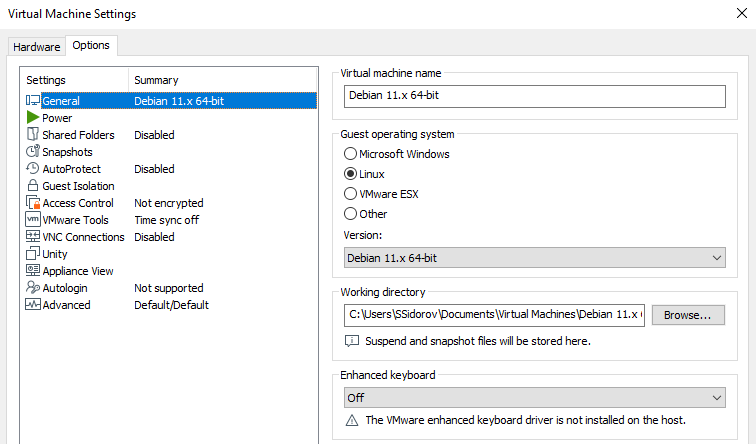 Virtual Machine Settings
Hardware Options
Settings Summary
General Debian 11.x 64-bit
Power
Shared Folders Disabled
Snapshots
AutoProtect Disabled
Guest Isolation
Access Control Not encrypted
vm VMware Tools Time sync off
VNC Connections Disabled
Unity
Appliance View
Autologin Not supported
Advanced Default/Default
Virtual machine name
Debian 11.x 64-bit
Guest operating system
Microsoft Windows
Linux
VMware ESX
Other
Version:
Debian 11.x 64-bit
Working directory
C:\Users\SSidorov\Documents\Virtual Machines\Debian 11.x Browse...
Suspend and snapshot files will be stored here.
Enhanced keyboard
Off
The VMware enhanced keyboard driver is not installed on the host.